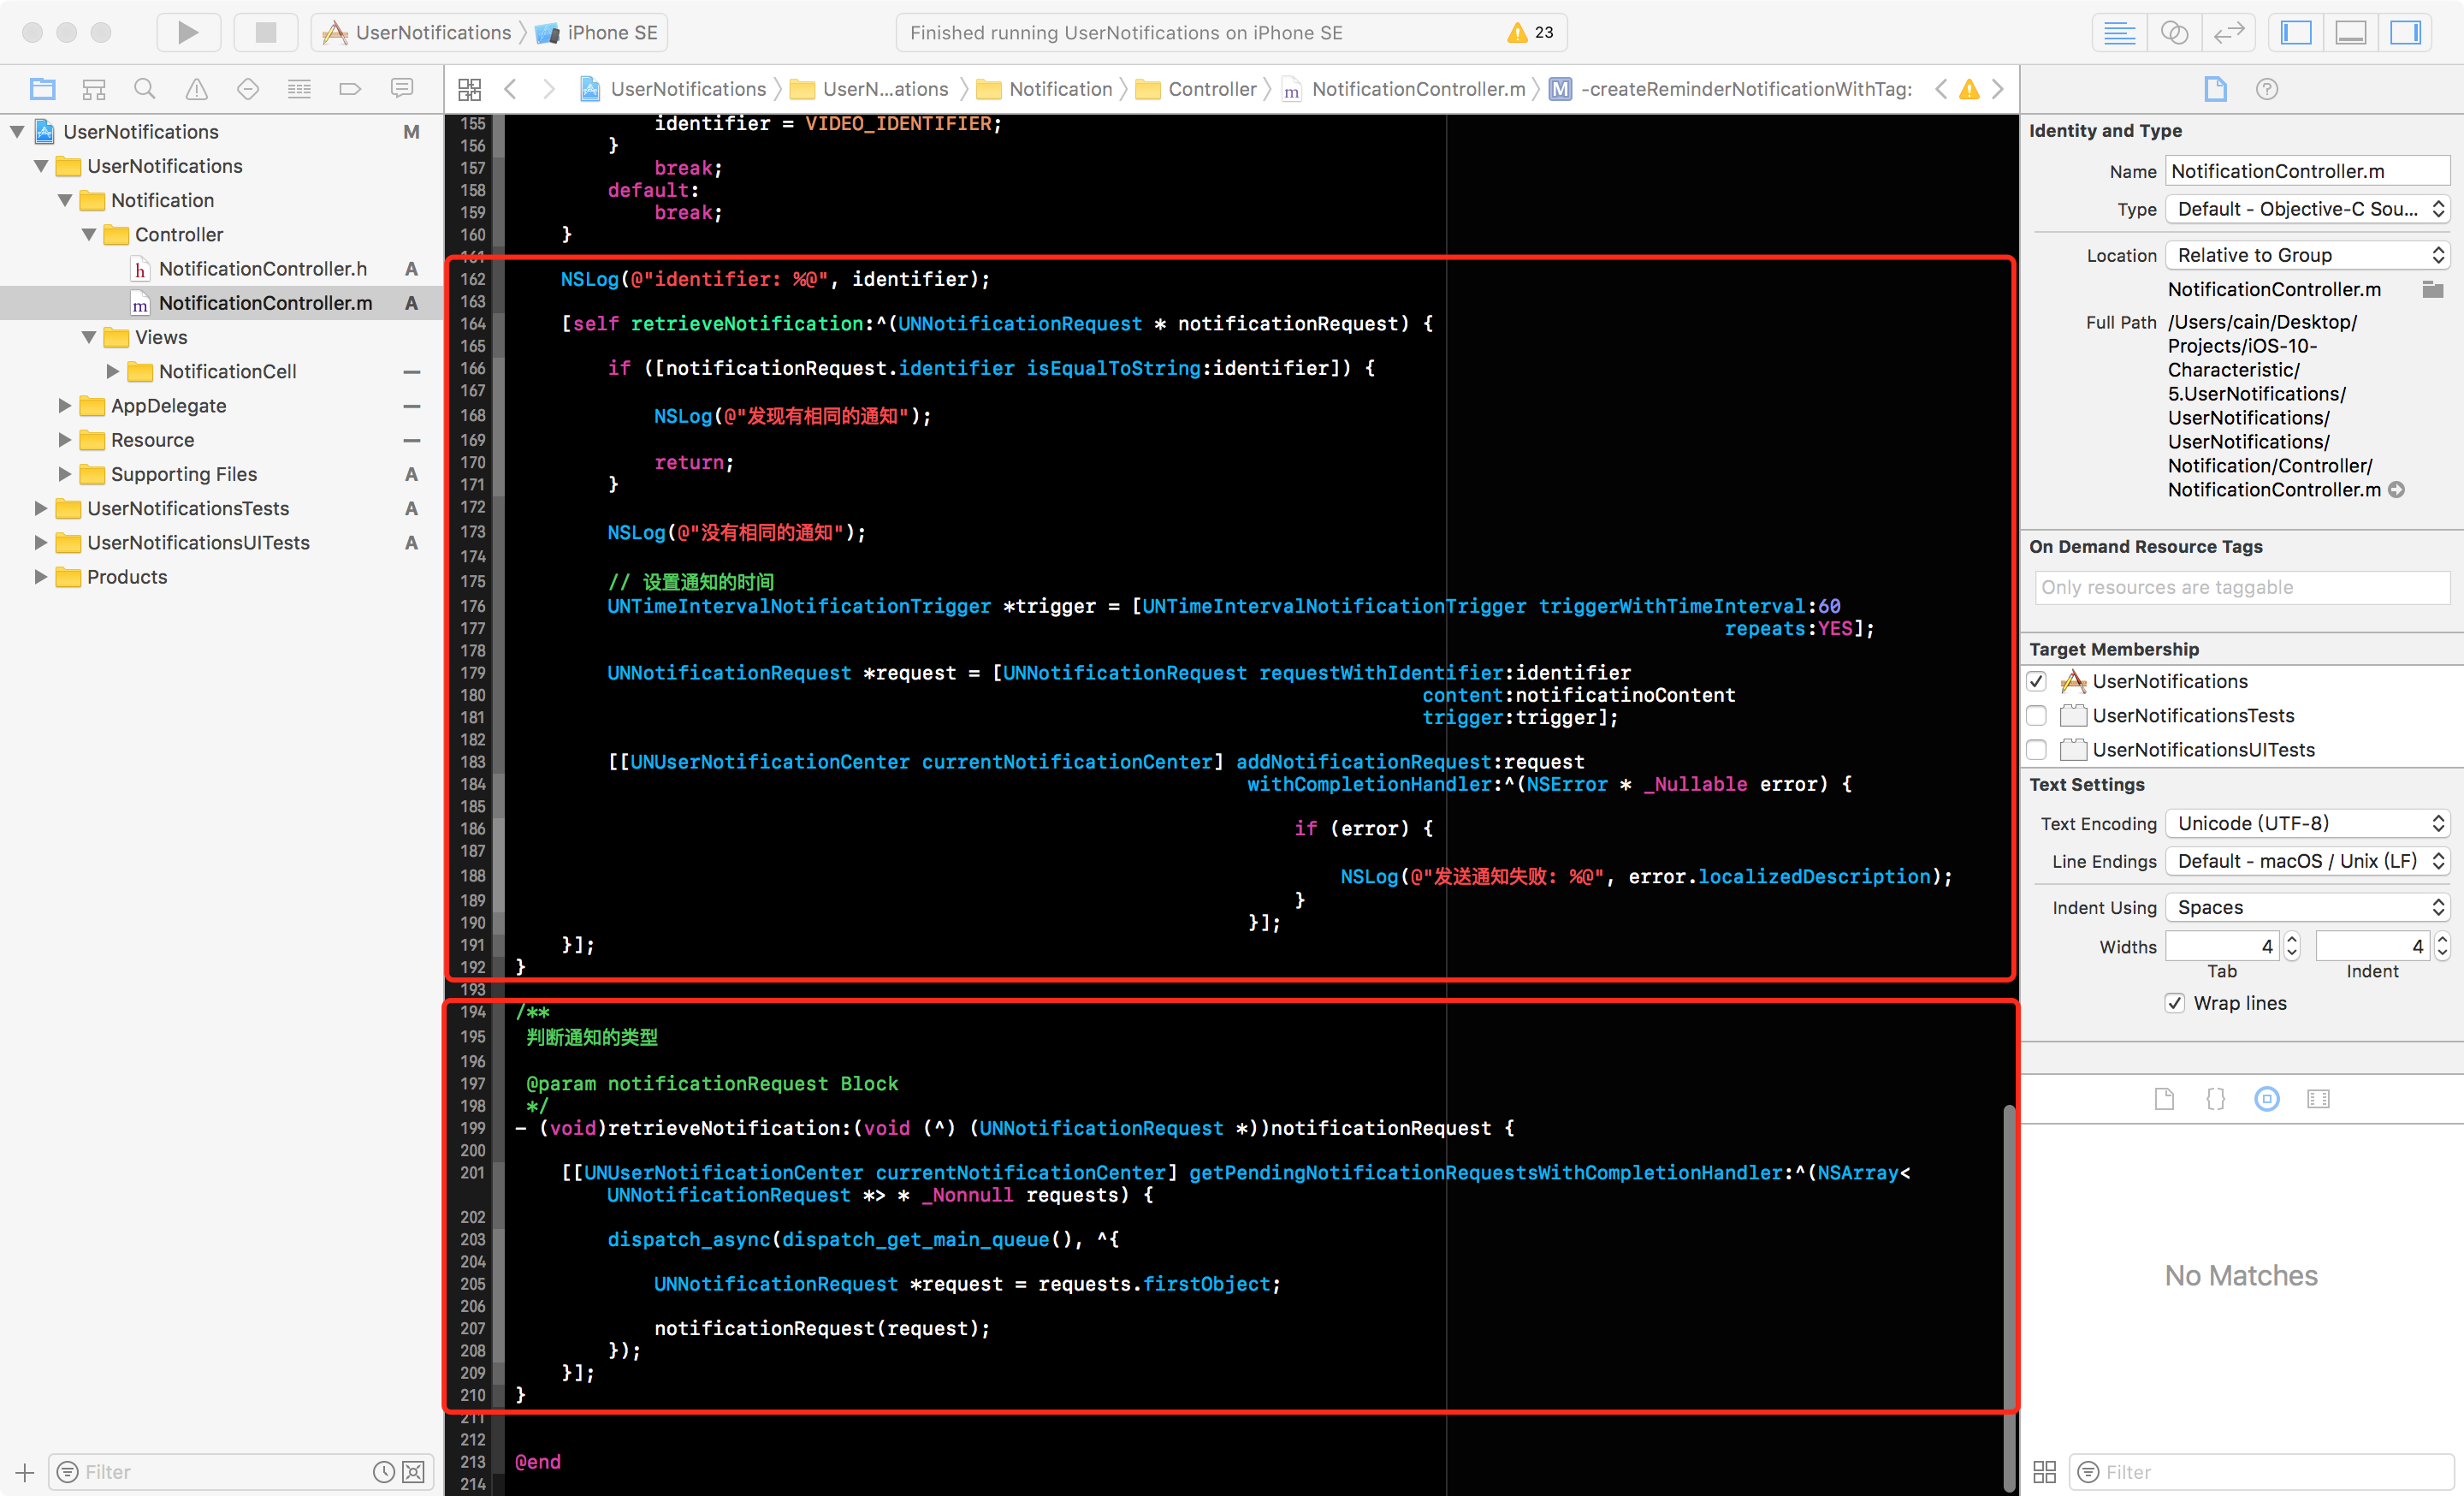 UserNotifications
iPhone SE
Finished running UserNotifications on iPhone SE
23
UserNotifications
UserN...ations
Notification
Controller
NotificationController.m
M
-createReminderNotificationWithTag:
UserNotifications M
UserNotifications
Notification
Controller
h NotificationController.h A
m NotificationController.m A
Views
NotificationCell
AppDelegate
Resource
Supporting Files A
UserNotificationsTests A
UserNotificationsUITests A
Products
Filter
155 identifier = VIDEO_IDENTIFIER;
156 }
157 break;
158 default:
159 break;
160 }
161
162 NSLog(@"identifier: %@", identifier);
163
164 [self retrieveNotification:^(UNNotificationRequest * notificationRequest) {
165
166 if ([notificationRequest.identifier isEqualToString:identifier]) {
167
168 NSLog(@"发现有相同的通知");
169
170 return;
171 }
172
173 NSLog(@"没有相同的通知");
174
175 // 设置通知的时间
176 UNTimeIntervalNotificationTrigger *trigger = [UNTimeIntervalNotificationTrigger triggerWithTimeInterval:60
177 repeats:YES];
178
179 UNNotificationRequest *request = [UNNotificationRequest requestWithIdentifier:identifier
180 content:notificatinoContent
181 trigger:trigger];
182
183 [[UNUserNotificationCenter currentNotificationCenter] addNotificationRequest:request
184 withCompletionHandler:^(NSError * _Nullable error) {
185
186 if (error) {
187
188 NSLog(@"发送通知失败: %@", error.localizedDescription);
189 }
190 }];
191 }];
192 }
193
194 /**
195 判断通知的类型
196
197 @param notificationRequest Block
198 */
199 - (void)retrieveNotification:(void (^) (UNNotificationRequest *))notificationRequest {
200
201 [[UNUserNotificationCenter currentNotificationCenter] getPendingNotificationRequestsWithCompletionHandler:^(NSArray<
UNNotificationRequest *> * _Nonnull requests) {
202
203 dispatch_async(dispatch_get_main_queue(), ^{
204
205 UNNotificationRequest *request = requests.firstObject;
206
207 notificationRequest(request);
208 });
209 }];
210 }
211
212
213 @end
214
Identity and Type
Name NotificationController.m
Type Default - Objective-C Sou...
Location Relative to Group
NotificationController.m
Full Path /Users/cain/Desktop/
Projects/iOS-10-
Characteristic/
5.UserNotifications/
UserNotifications/
UserNotifications/
Notification/Controller/
NotificationController.m
On Demand Resource Tags
Only resources are taggable
Target Membership
UserNotifications
UserNotificationsTests
UserNotificationsUITests
Text Settings
Text Encoding Unicode (UTF-8)
Line Endings Default - macOS / Unix (LF)
Indent Using Spaces
Widths 4 4
Tab Indent
Wrap lines
No Matches
Filter